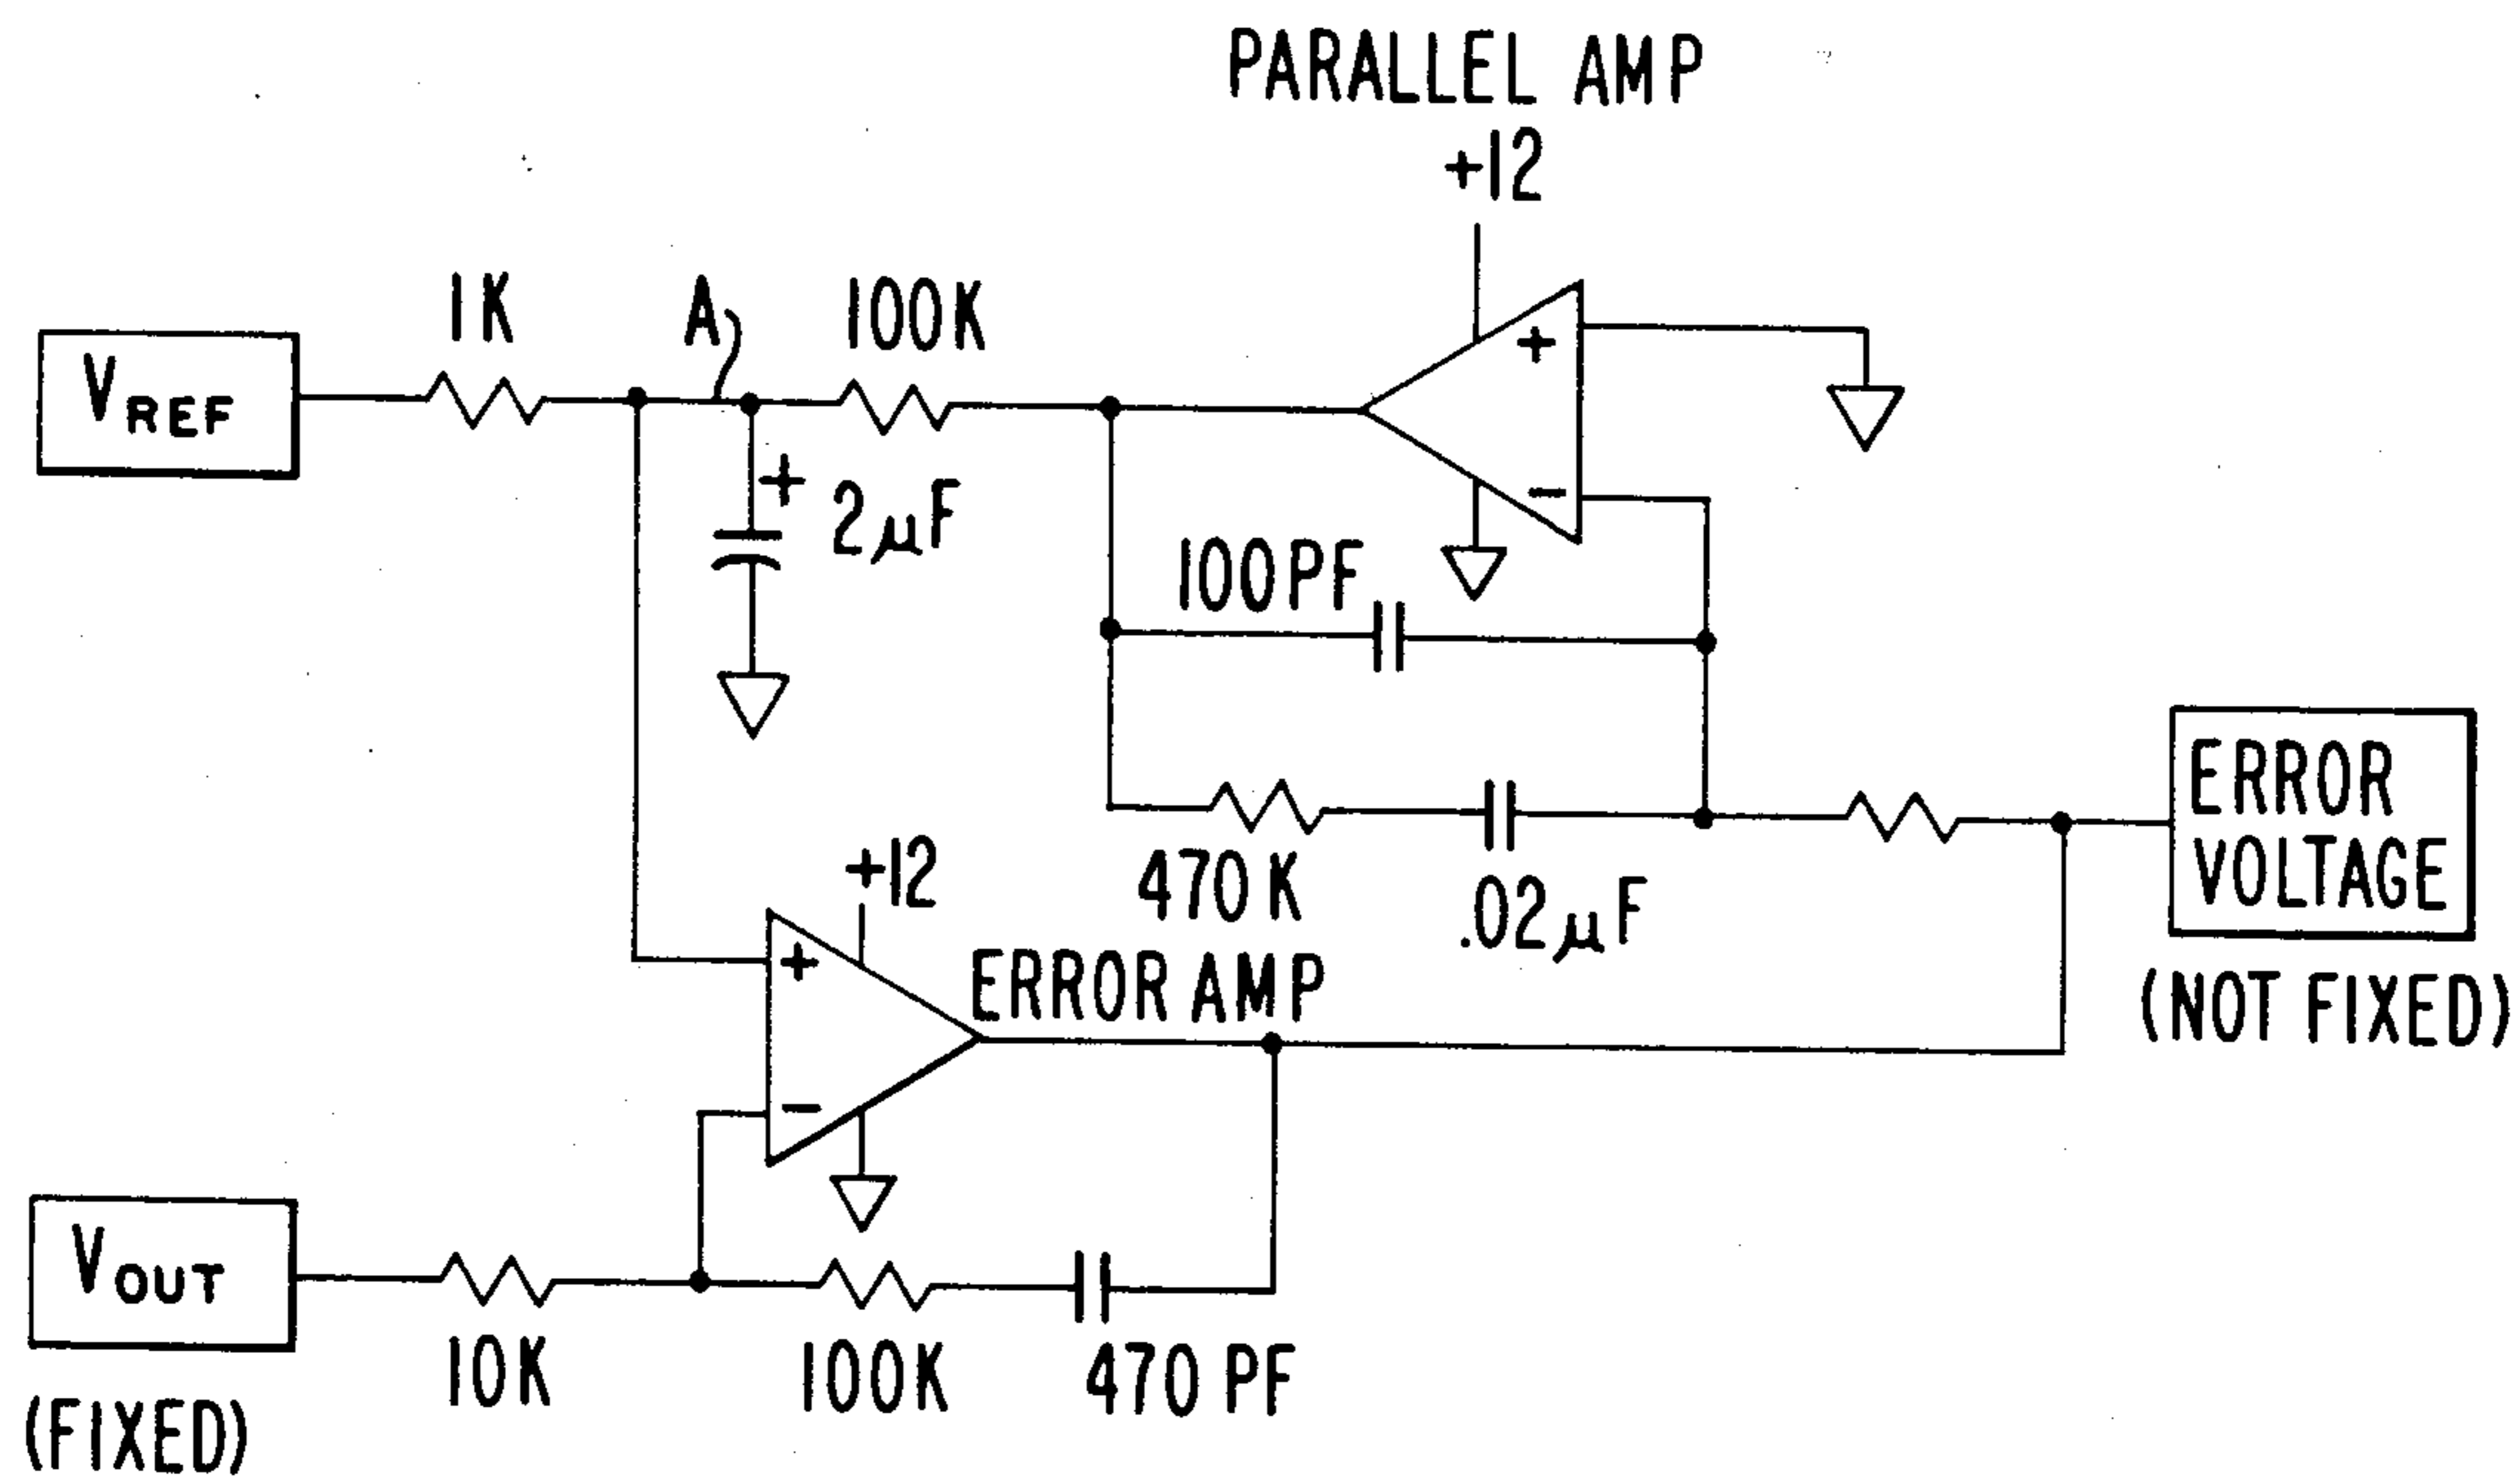 PARALLEL AMP
+12
1K
A
100K
VREF
+
-
+
2µF
100PF
ERROR
VOLTAGE
(NOT FIXED)
470K
.02µF
+12
+
-
ERROR AMP
VOUT
(FIXED)
10K
100K
470 PF